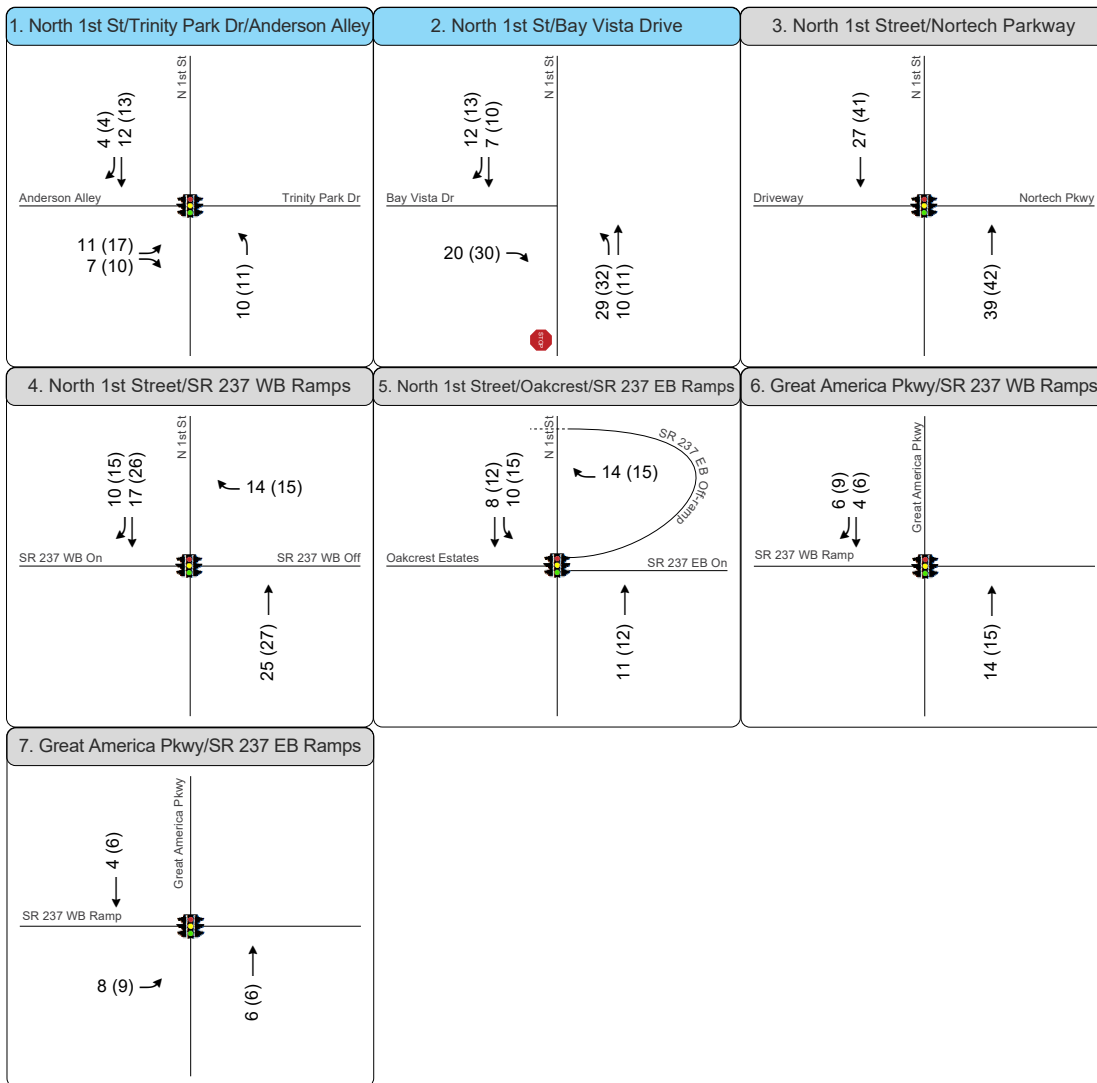 1. North 1st St/Trinity Park Dr/Anderson Alley
N 1st St
4 (4)
12 (13)
Anderson Alley
Trinity Park Dr
11 (17)
7 (10)
10 (11)
2. North 1st St/Bay Vista Drive
N 1st St
12 (13)
7 (10)
Bay Vista Dr
20 (30)
29 (32)
10 (11)
STOP
3. North 1st Street/Nortech Parkway
N 1st St
27 (41)
Driveway
Nortech Pkwy
39 (42)
4. North 1st Street/SR 237 WB Ramps
N 1st St
10 (15)
17 (26)
14 (15)
SR 237 WB On
SR 237 WB Off
25 (27)
5. North 1st Street/Oakcrest/SR 237 EB Ramps
N 1st St
SR 237 EB Off-ramp
8 (12)
10 (15)
14 (15)
Oakcrest Estates
SR 237 EB On
11 (12)
6. Great America Pkwy/SR 237 WB Ramps
Great America Pkwy
6 (9)
4 (6)
SR 237 WB Ramp
14 (15)
7. Great America Pkwy/SR 237 EB Ramps
Great America Pkwy
4 (6)
SR 237 WB Ramp
8 (9)
6 (6)